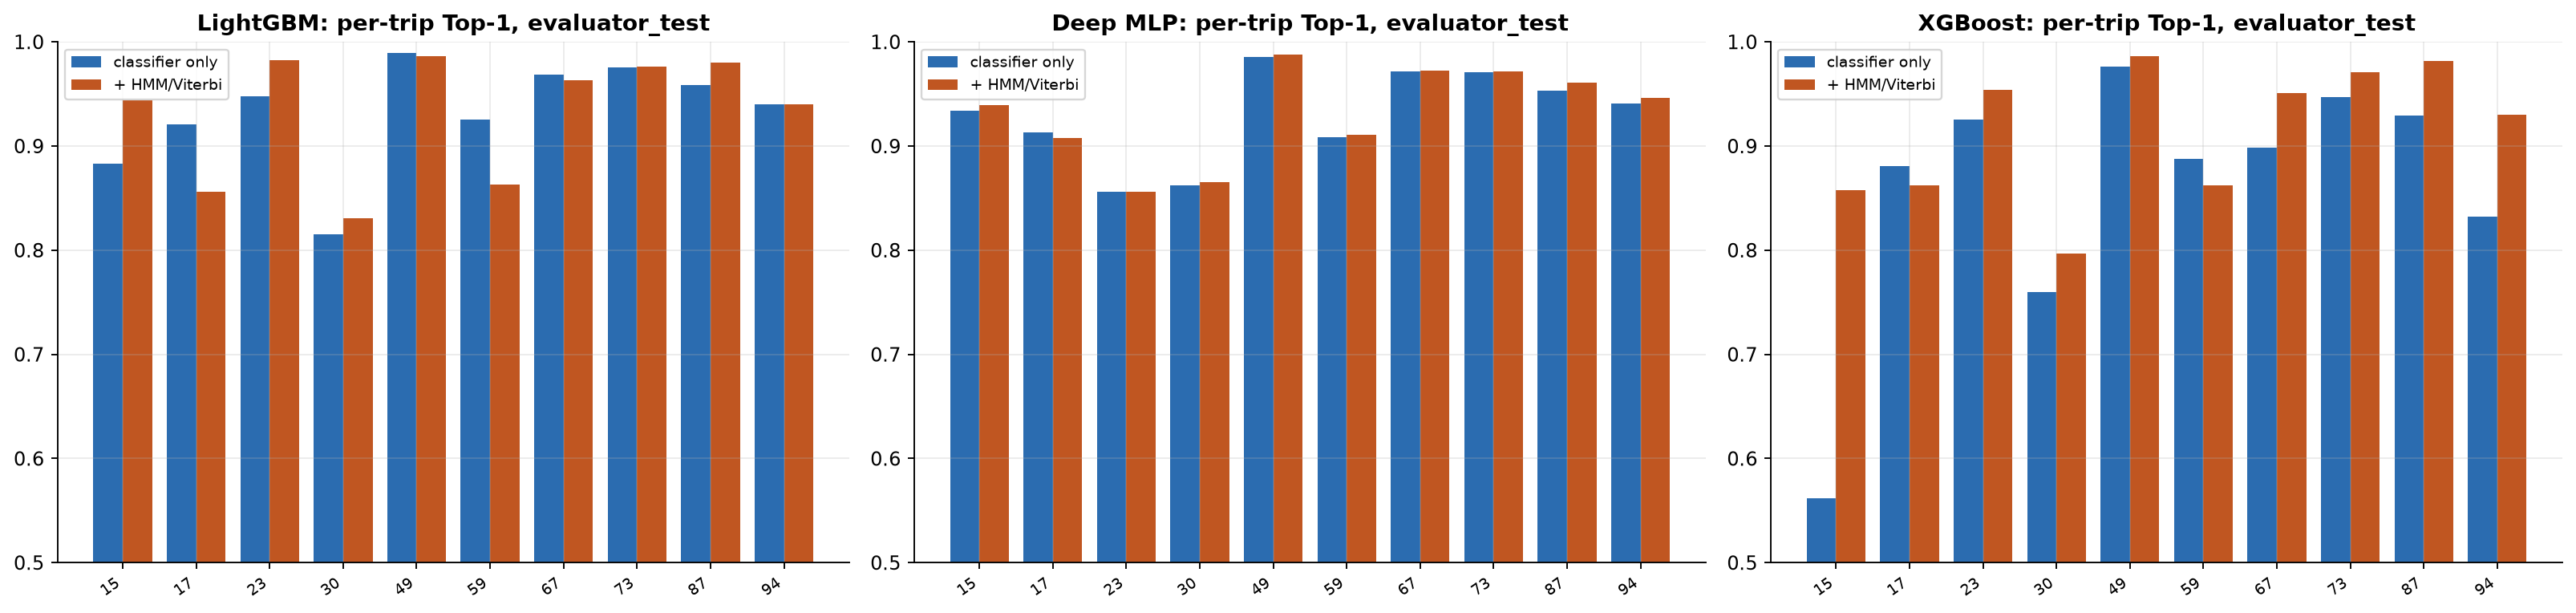 LightGBM: per-trip Top-1, evaluator_test
classifier only
+ HMM/Viterbi
1.0
0.9
0.8
0.7
0.6
0.5
15 17 23 30 49 59 67 73 87 94
Deep MLP: per-trip Top-1, evaluator_test
classifier only
+ HMM/Viterbi
1.0
0.9
0.8
0.7
0.6
0.5
15 17 23 30 49 59 67 73 87 94
XGBoost: per-trip Top-1, evaluator_test
classifier only
+ HMM/Viterbi
1.0
0.9
0.8
0.7
0.6
0.5
15 17 23 30 49 59 67 73 87 94